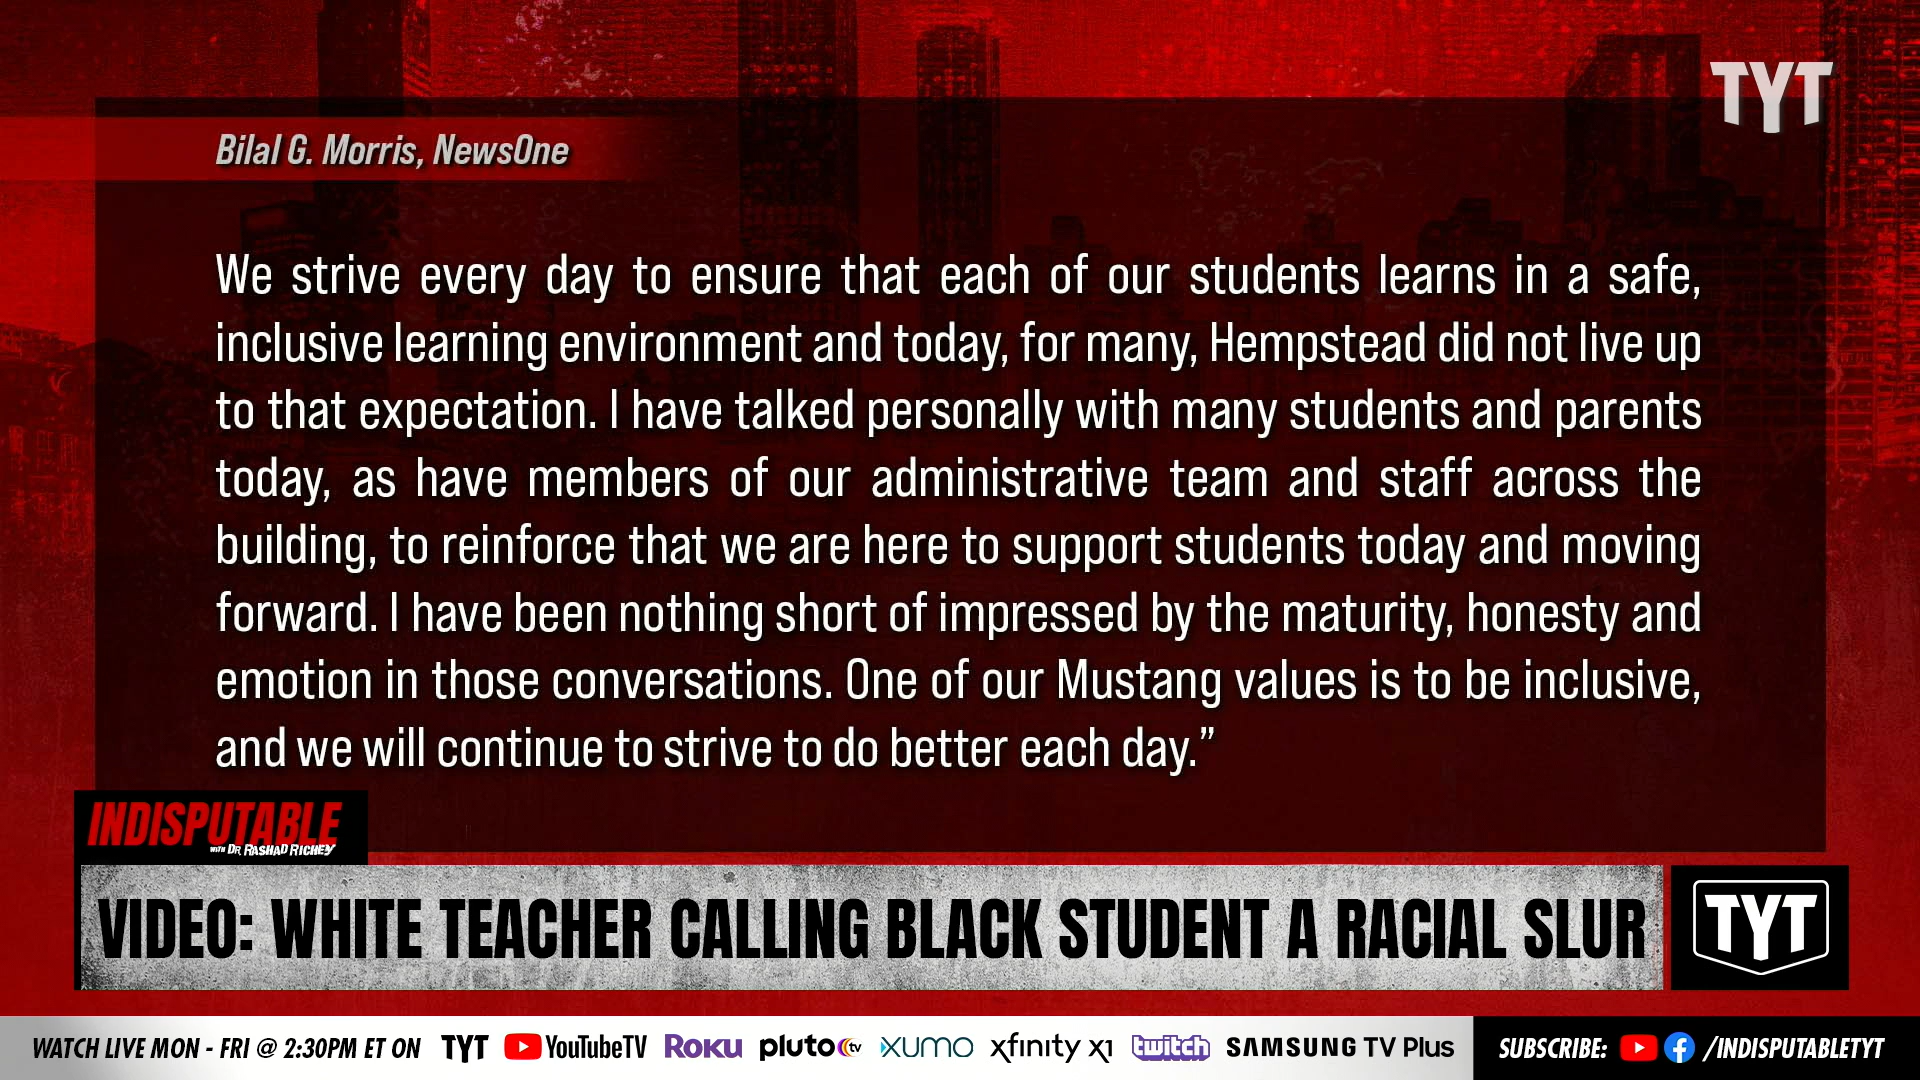 TYT
Bilal G. Morris, NewsOne
We strive every day to ensure that each of our students learns in a safe,
inclusive learning environment and today, for many, Hempstead did not live up
to that expectation. I have talked personally with many students and parents
today, as have members of our administrative team and staff across the
building, to reinforce that we are here to support students today and moving
forward. I have been nothing short of impressed by the maturity, honesty and
emotion in those conversations. One of our Mustang values is to be inclusive,
and we will continue to strive to do better each day.”
INDISPUTABLE
WITH DR RASHAD RICHEY
VIDEO: WHITE TEACHER CALLING BLACK STUDENT A RACIAL SLUR
TYT
WATCH LIVE MON - FRI @ 2:30PM ET ON TYT YouTubeTV ROKU pluto tv XUMO xfinity x1 twitch SAMSUNG TV Plus SUBSCRIBE: /INDISPUTABLETYT